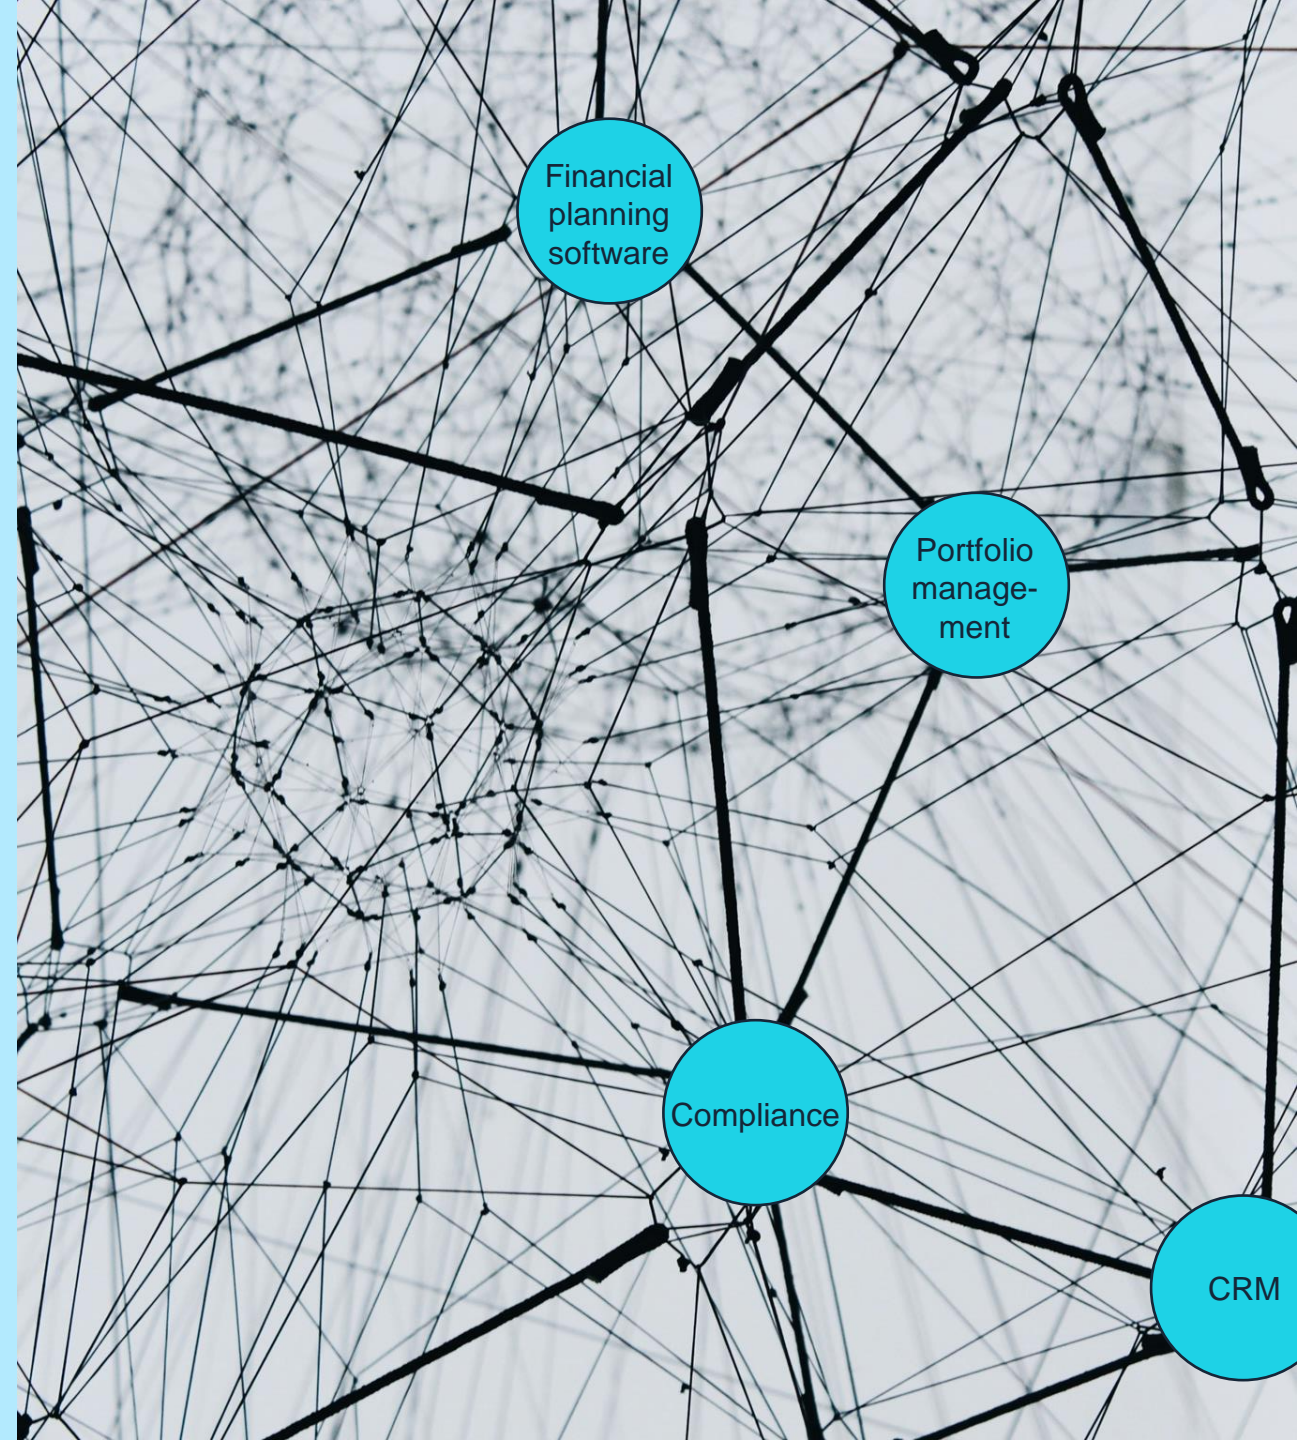 Financial
planning
software
Portfolio
manage-
ment
Compliance
CRM